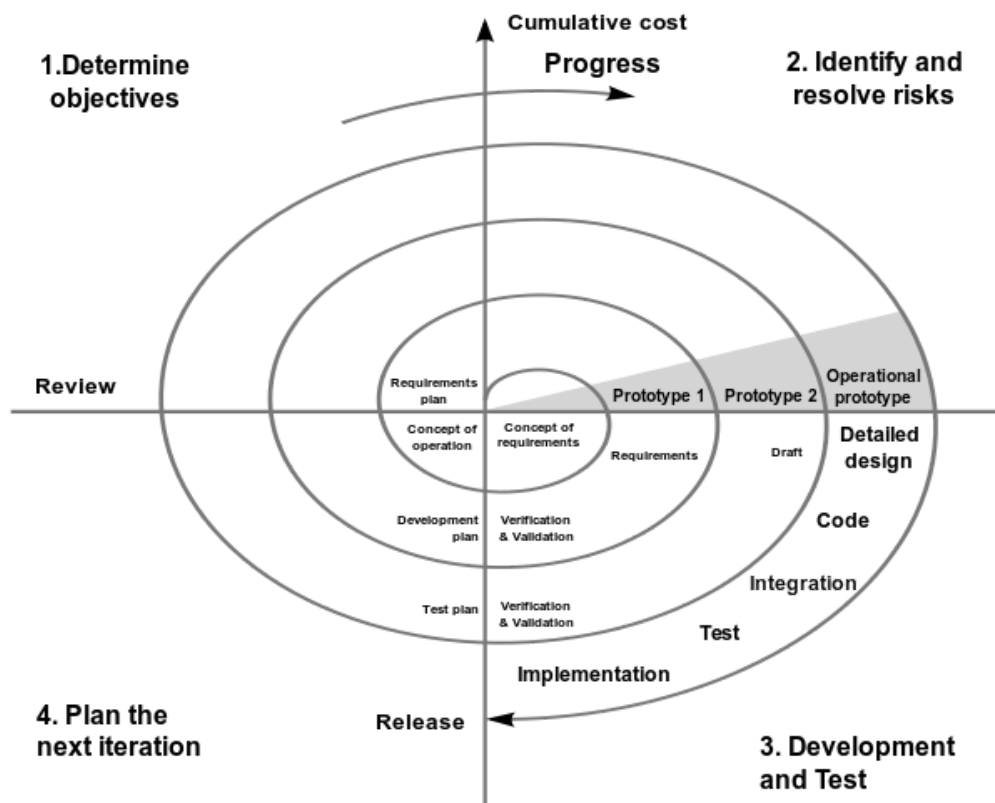 Cumulative cost
Progress
1.Determine
objectives
2. Identify and
resolve risks
Review
Requirements
plan
Prototype 1
Prototype 2
Operational
prototype
Concept of
operation
Concept of
requirements
Requirements
Draft
Detailed
design
Development
plan
Verification
& Validation
Code
Test plan
Verification
& Validation
Integration
Test
Implementation
Release
4. Plan the
next iteration
3. Development
and Test